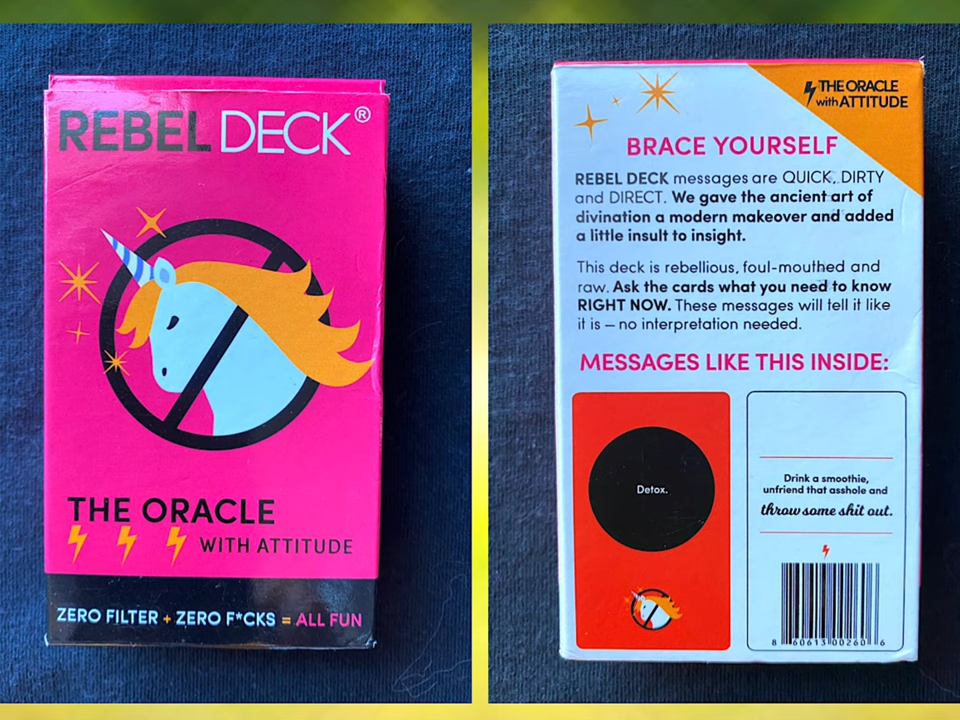 REBEL DECK®
THE ORACLE
WITH ATTITUDE
ZERO FILTER + ZERO F*CKS = ALL FUN
THE ORACLE
with ATTITUDE
BRACE YOURSELF
REBEL DECK messages are QUICK, DIRTY
and DIRECT. We gave the ancient art of
divination a modern makeover and added
a little insult to insight.
This deck is rebellious, foul-mouthed and
raw. Ask the cards what you need to know
RIGHT NOW. These messages will tell it like
it is – no interpretation needed.
MESSAGES LIKE THIS INSIDE:
Detox.
Drink a smoothie,
unfriend that asshole and
throw some shit out.
8 60613 00260 6